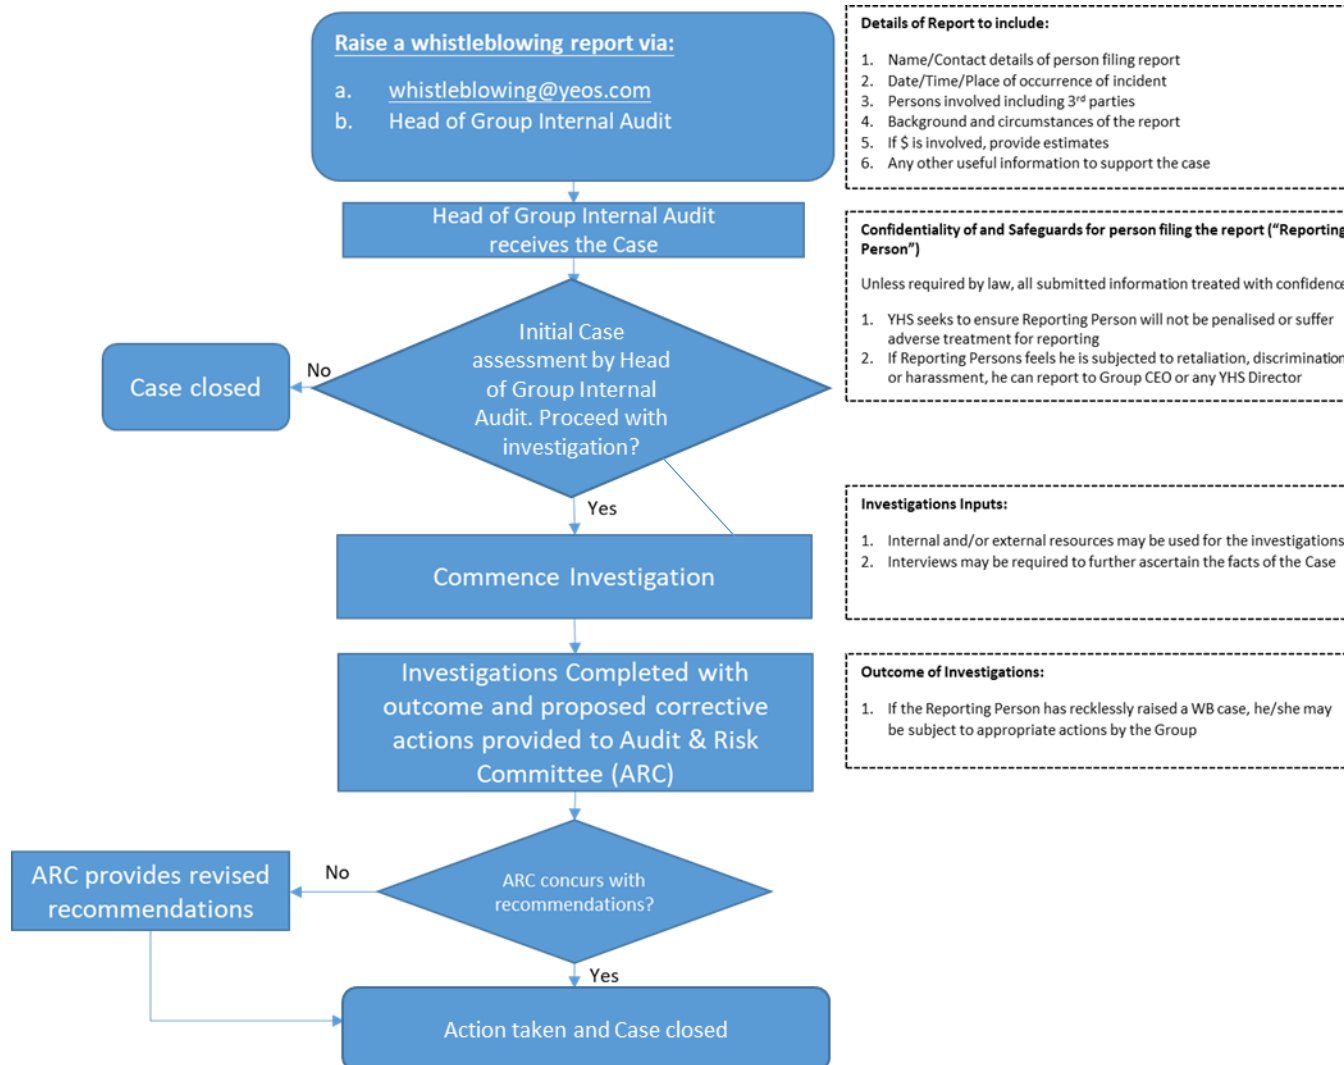 Raise a whistleblowing report via:
a. whistleblowing@yeos.com
b. Head of Group Internal Audit
Head of Group Internal Audit
receives the Case
Initial Case
assessment by Head
of Group Internal
Audit. Proceed with
investigation?
No
Case closed
Yes
Commence Investigation
Investigations Completed with
outcome and proposed corrective
actions provided to Audit & Risk
Committee (ARC)
ARC concurs with
recommendations?
No
ARC provides revised
recommendations
Yes
Action taken and Case closed
Details of Report to include:
1. Name/Contact details of person filing report
2. Date/Time/Place of occurrence of incident
3. Persons involved including 3rd parties
4. Background and circumstances of the report
5. If $ is involved, provide estimates
6. Any other useful information to support the case
Confidentiality of and Safeguards for person filing the report (“Reporting
Person”)
Unless required by law, all submitted information treated with confidence
1. YHS seeks to ensure Reporting Person will not be penalised or suffer
adverse treatment for reporting
2. If Reporting Persons feels he is subjected to retaliation, discrimination
or harassment, he can report to Group CEO or any YHS Director
Investigations Inputs:
1. Internal and/or external resources may be used for the investigations
2. Interviews may be required to further ascertain the facts of the Case
Outcome of Investigations:
1. If the Reporting Person has recklessly raised a WB case, he/she may
be subject to appropriate actions by the Group